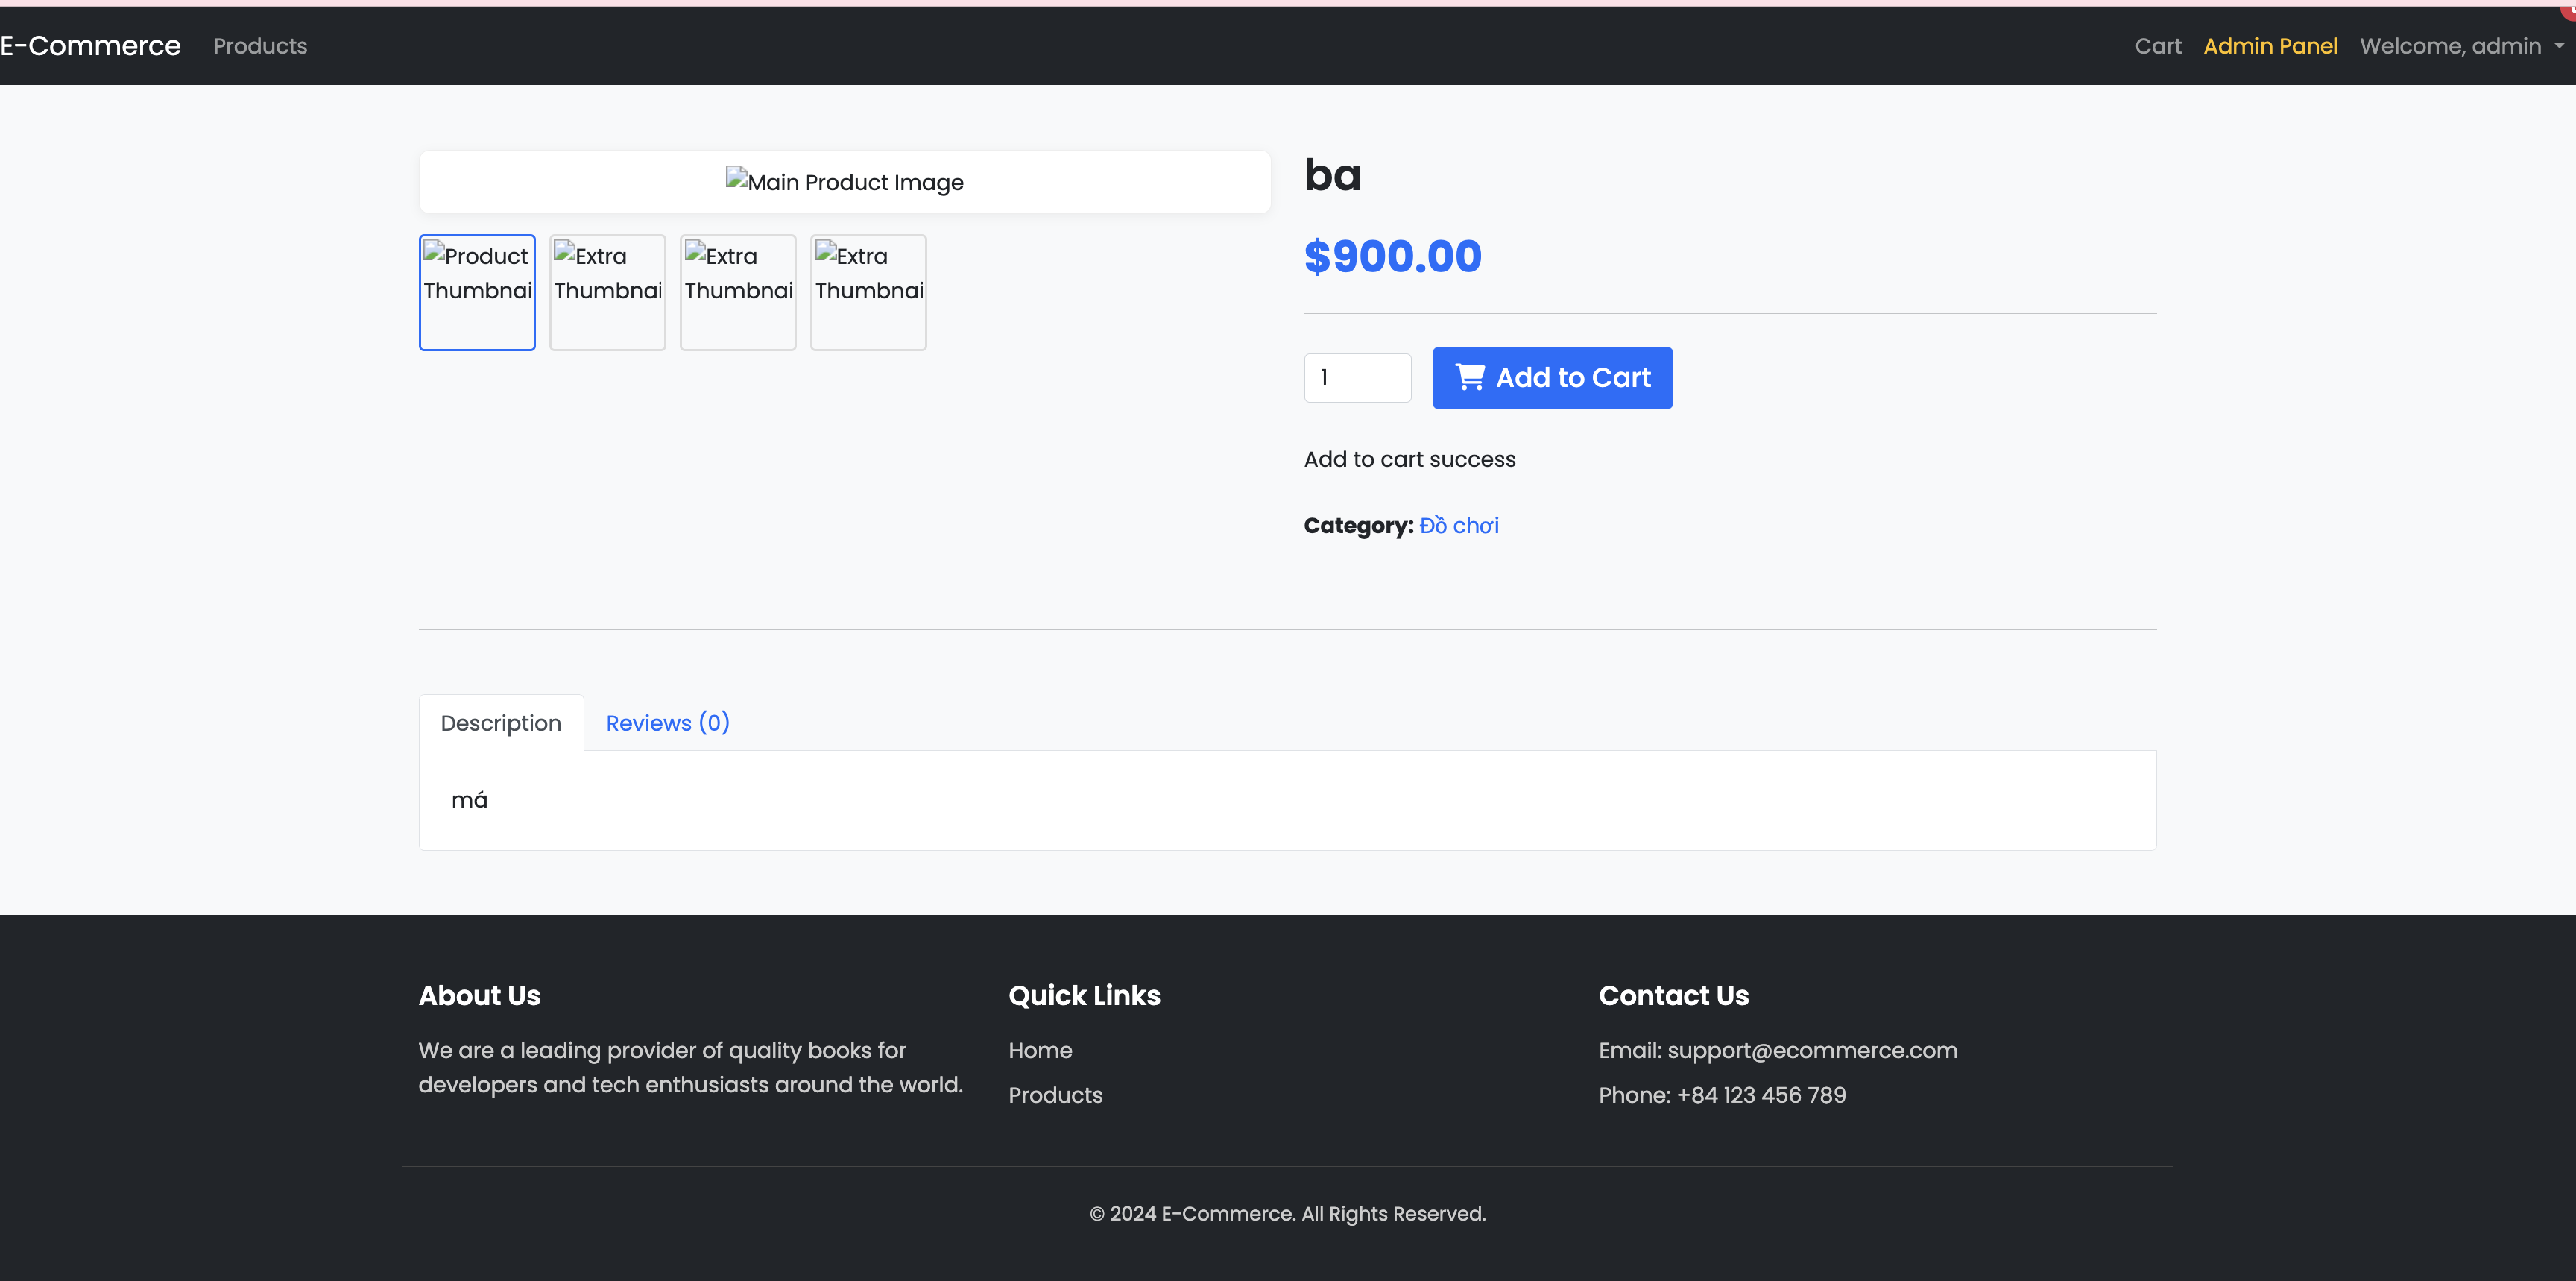 E-Commerce Products Cart Admin Panel Welcome, admin
Main Product Image
Product
Thumbnai
Extra
Thumbnai
Extra
Thumbnai
Extra
Thumbnai
ba
$900.00
1
Add to Cart
Add to cart success
Category: Đồ chơi
Description Reviews (0)
má
About Us
We are a leading provider of quality books for
developers and tech enthusiasts around the world.
Quick Links
Home
Products
Contact Us
Email: support@ecommerce.com
Phone: +84 123 456 789
© 2024 E-Commerce. All Rights Reserved.